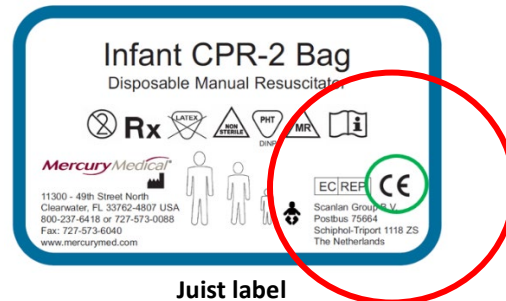 Infant CPR-2 Bag
Disposable Manual Resuscitator
2 Rx LATEX NON STERILE PHT DINP MR i
MercuryMedical®
11300 - 49th Street North
Clearwater, FL 33762-4807 USA
800-237-6418 or 727-573-0088
Fax: 727-573-6040
www.mercurymed.com
EC REP CE
Scanlan Group B.V.
Postbus 75664
Schiphol-Triport 1118 ZS
The Netherlands
Juist label